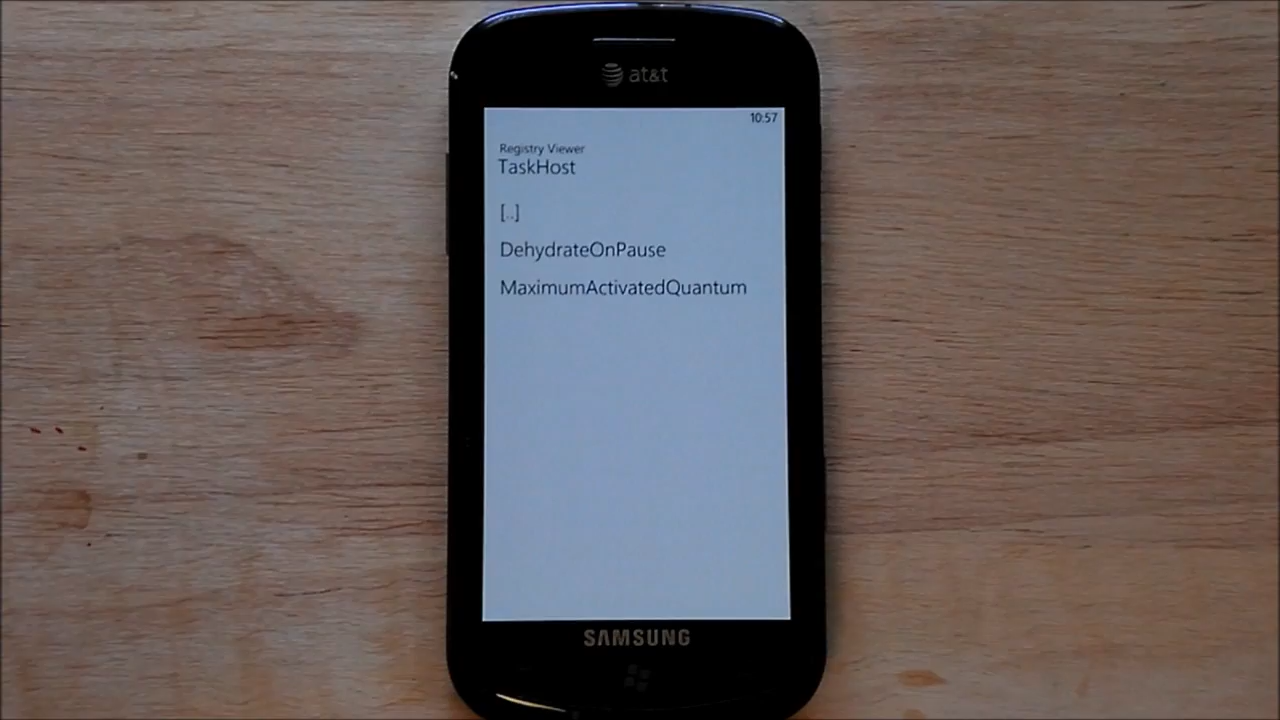 at&t
10:57
Registry Viewer
TaskHost
[..]
DehydrateOnPause
MaximumActivatedQuantum
SAMSUNG